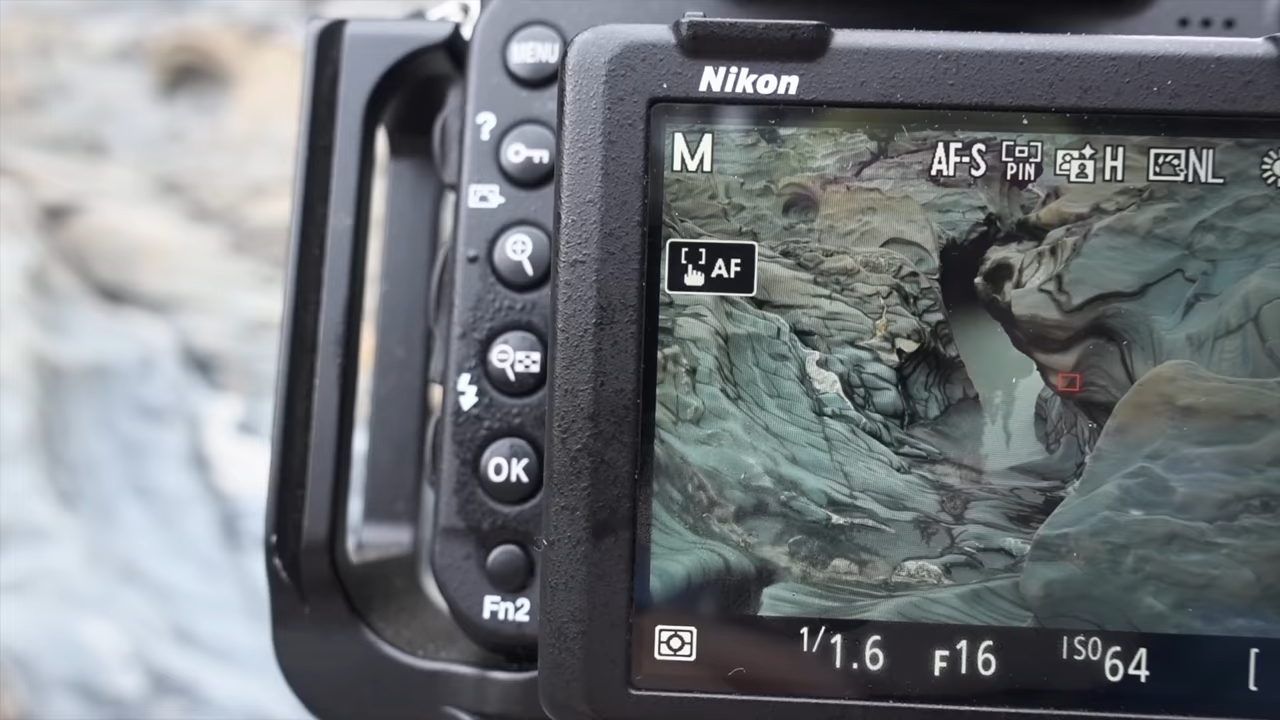 MENU
Nikon
M
AF-S PIN H NL
?
AF
OK
Fn2
1/1.6 F16 ISO 64 [